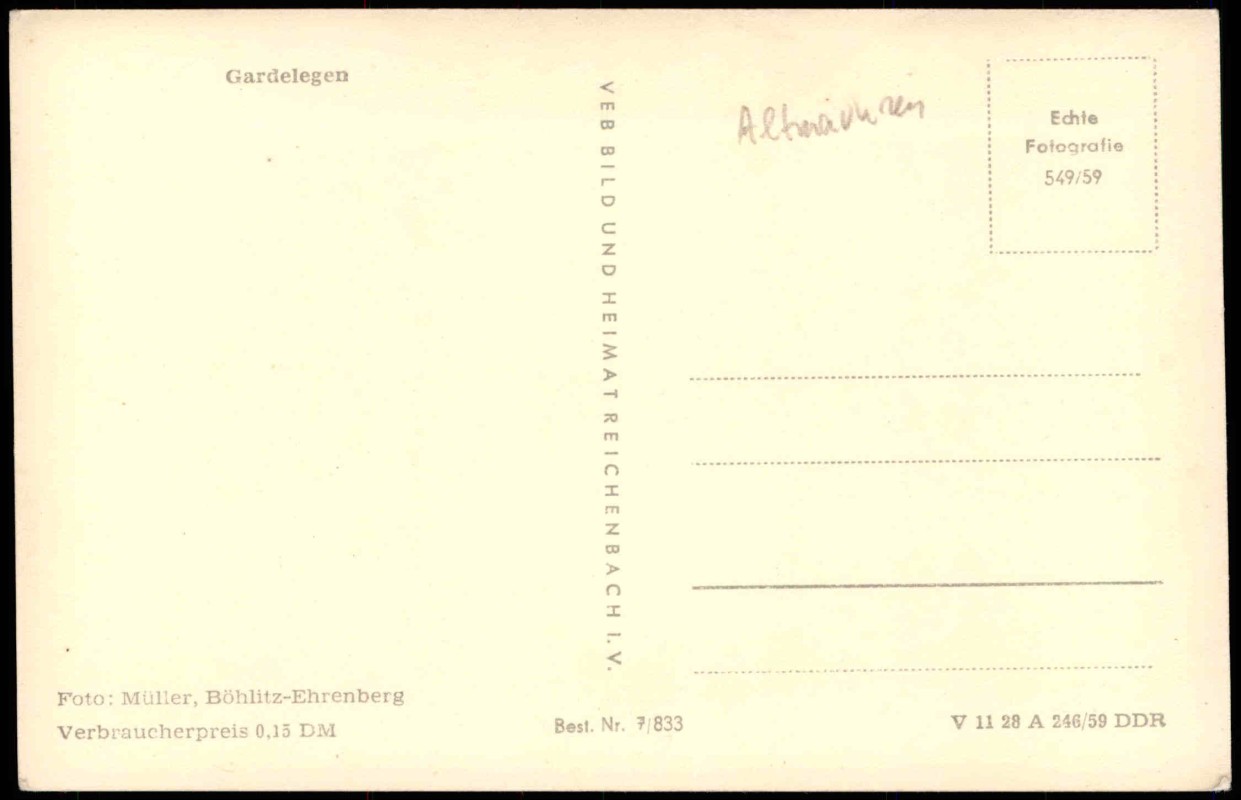 Gardelegen
VEB BILD UND HEIMAT REICHENBACH I. V.
Echte
Fotografie
549/59
Foto: Müller, Böhlitz-Ehrenberg
Verbraucherpreis 0,15 DM
Best. Nr. 7/833
V 11 28 A 246/59 DDR